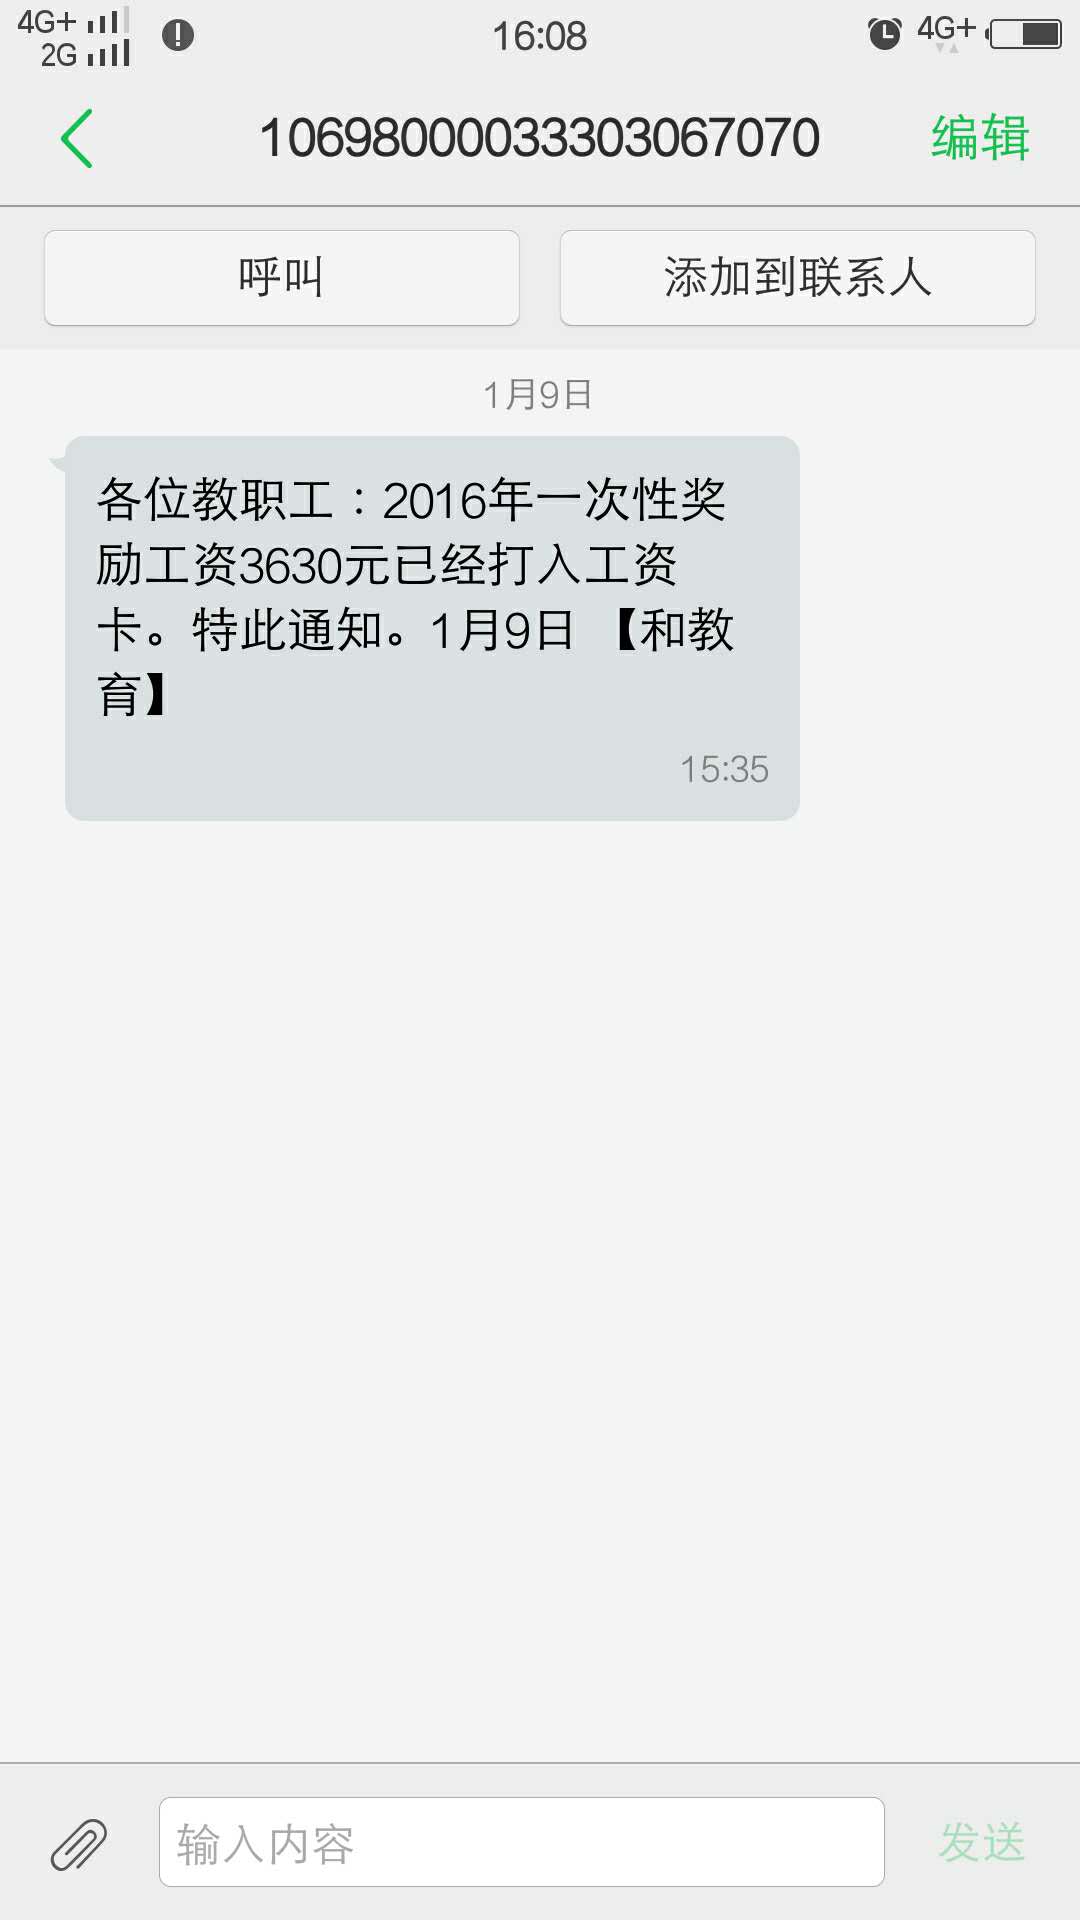 4G+
2G
16:08
4G+
10698000033303067070
编辑
呼叫
添加到联系人
1月9日
各位教职工：2016年一次性奖
励工资3630元已经打入工资
卡。特此通知。1月9日 【和教
育】
15:35
输入内容
发送